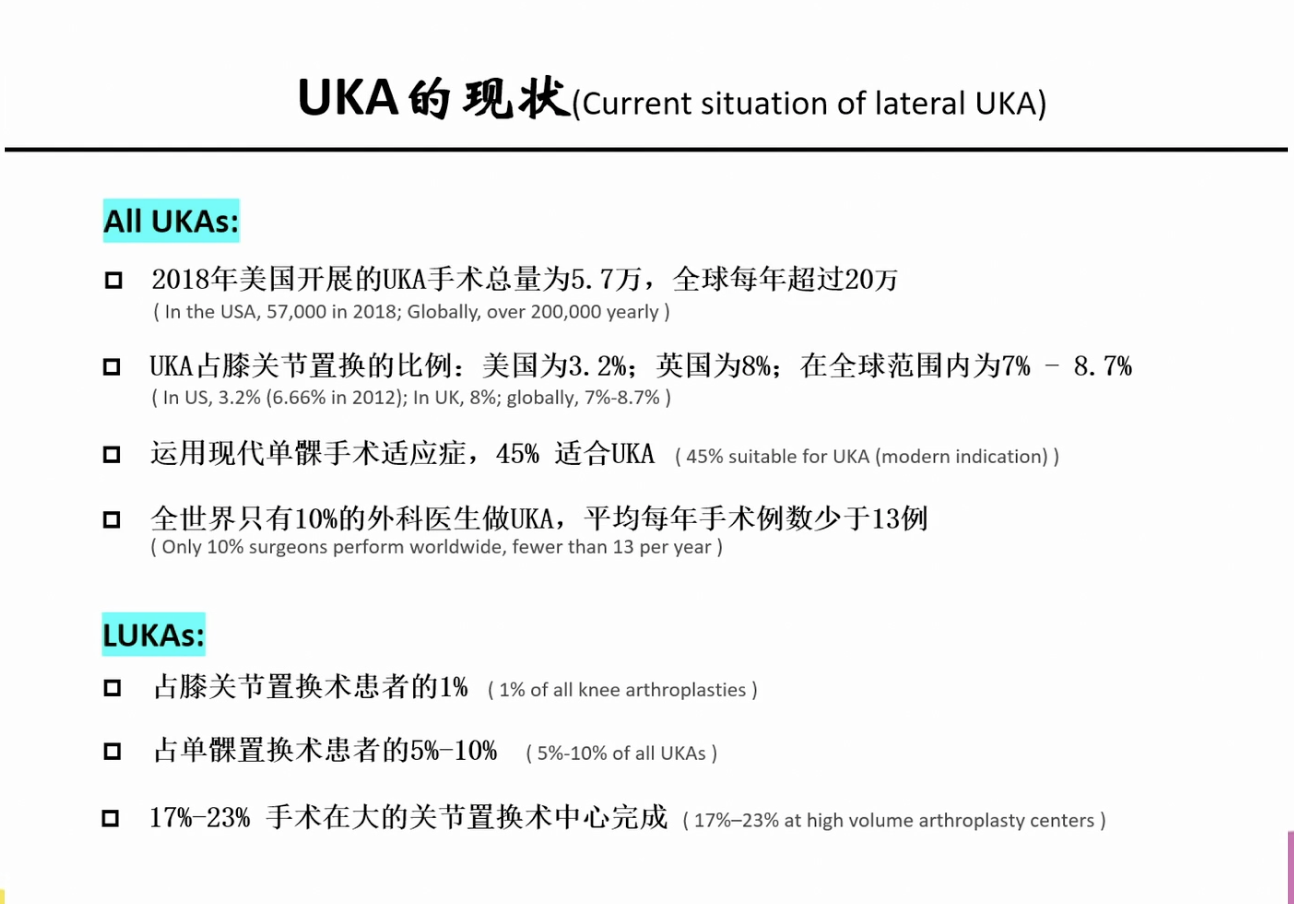 UKA的现状(Current situation of lateral UKA)
All UKAs:
2018年美国开展的UKA手术总量为5.7万，全球每年超过20万
( In the USA, 57,000 in 2018; Globally, over 200,000 yearly )
UKA占膝关节置换的比例：美国为3.2%；英国为8%；在全球范围内为7% - 8.7%
( In US, 3.2% (6.66% in 2012); In UK, 8%; globally, 7%-8.7% )
运用现代单髁手术适应症，45% 适合UKA ( 45% suitable for UKA (modern indication) )
全世界只有10%的外科医生做UKA，平均每年手术例数少于13例
( Only 10% surgeons perform worldwide, fewer than 13 per year )
LUKAs:
占膝关节置换术患者的1% ( 1% of all knee arthroplasties )
占单髁置换术患者的5%-10% ( 5%-10% of all UKAs )
17%-23% 手术在大的关节置换术中心完成 ( 17%–23% at high volume arthroplasty centers )